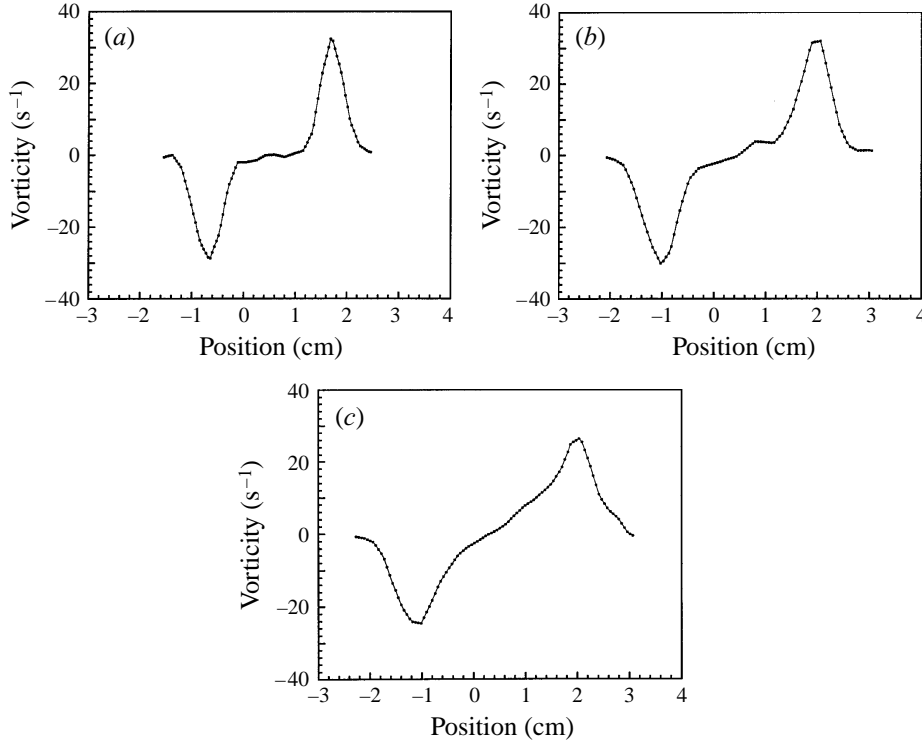 (a)
40
20
0
–20
–40
Vorticity (s–1)
–3 –2 –1 0 1 2 3 4
Position (cm)
(b)
40
20
0
–20
–40
Vorticity (s–1)
–3 –2 –1 0 1 2 3 4
Position (cm)
(c)
40
20
0
–20
–40
Vorticity (s–1)
–3 –2 –1 0 1 2 3 4
Position (cm)